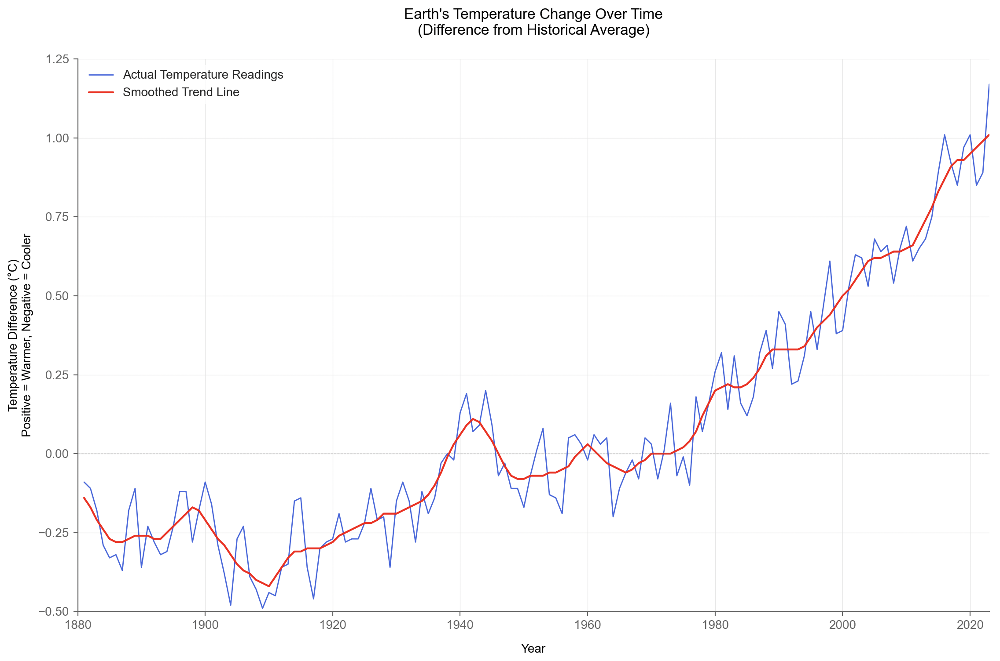 Earth's Temperature Change Over Time
(Difference from Historical Average)
1.25
Actual Temperature Readings
Smoothed Trend Line
1.00
0.75
0.50
0.25
0.00
−0.25
−0.50
Temperature Difference (°C)
Positive = Warmer, Negative = Cooler
1880 1900 1920 1940 1960 1980 2000 2020
Year